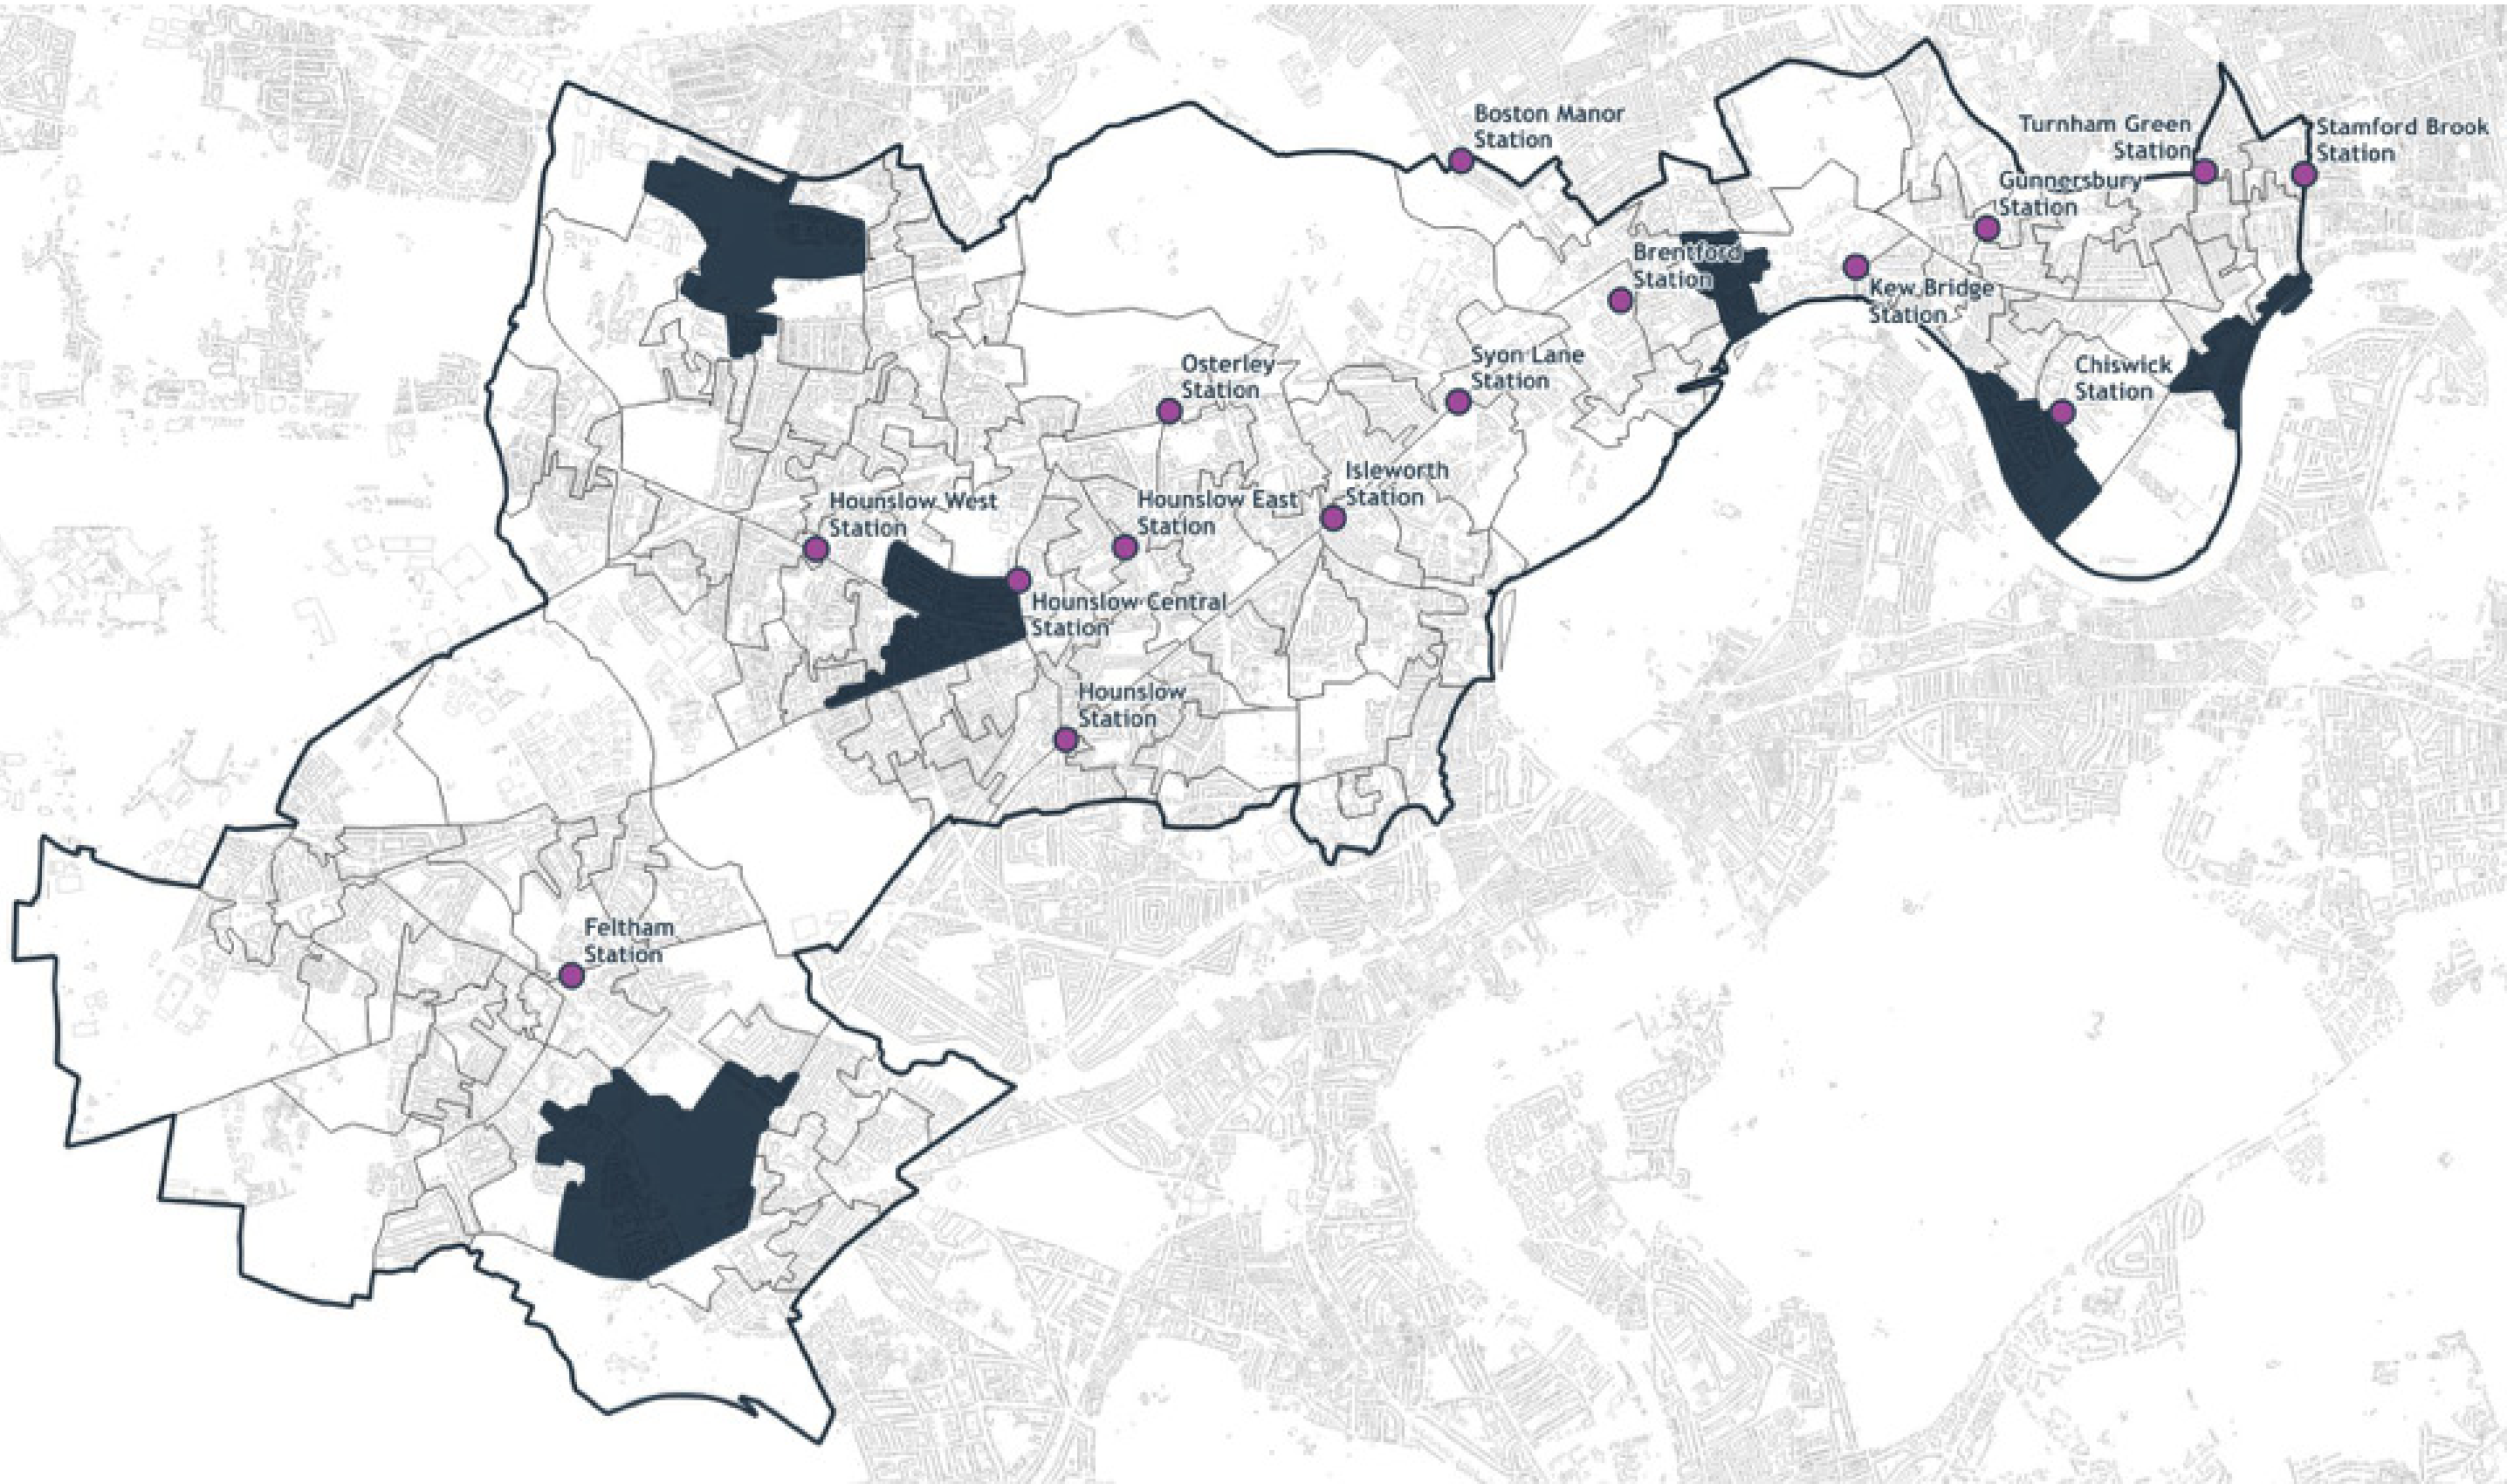 Boston Manor
Station
Turnham Green
Station
Stamford Brook
Station
Gunnersbury
Station
Brentford
Station
Kew Bridge
Station
Osterley
Station
Syon Lane
Station
Chiswick
Station
Isleworth
Station
Hounslow West
Station
Hounslow East
Station
Hounslow Central
Station
Hounslow
Station
Feltham
Station